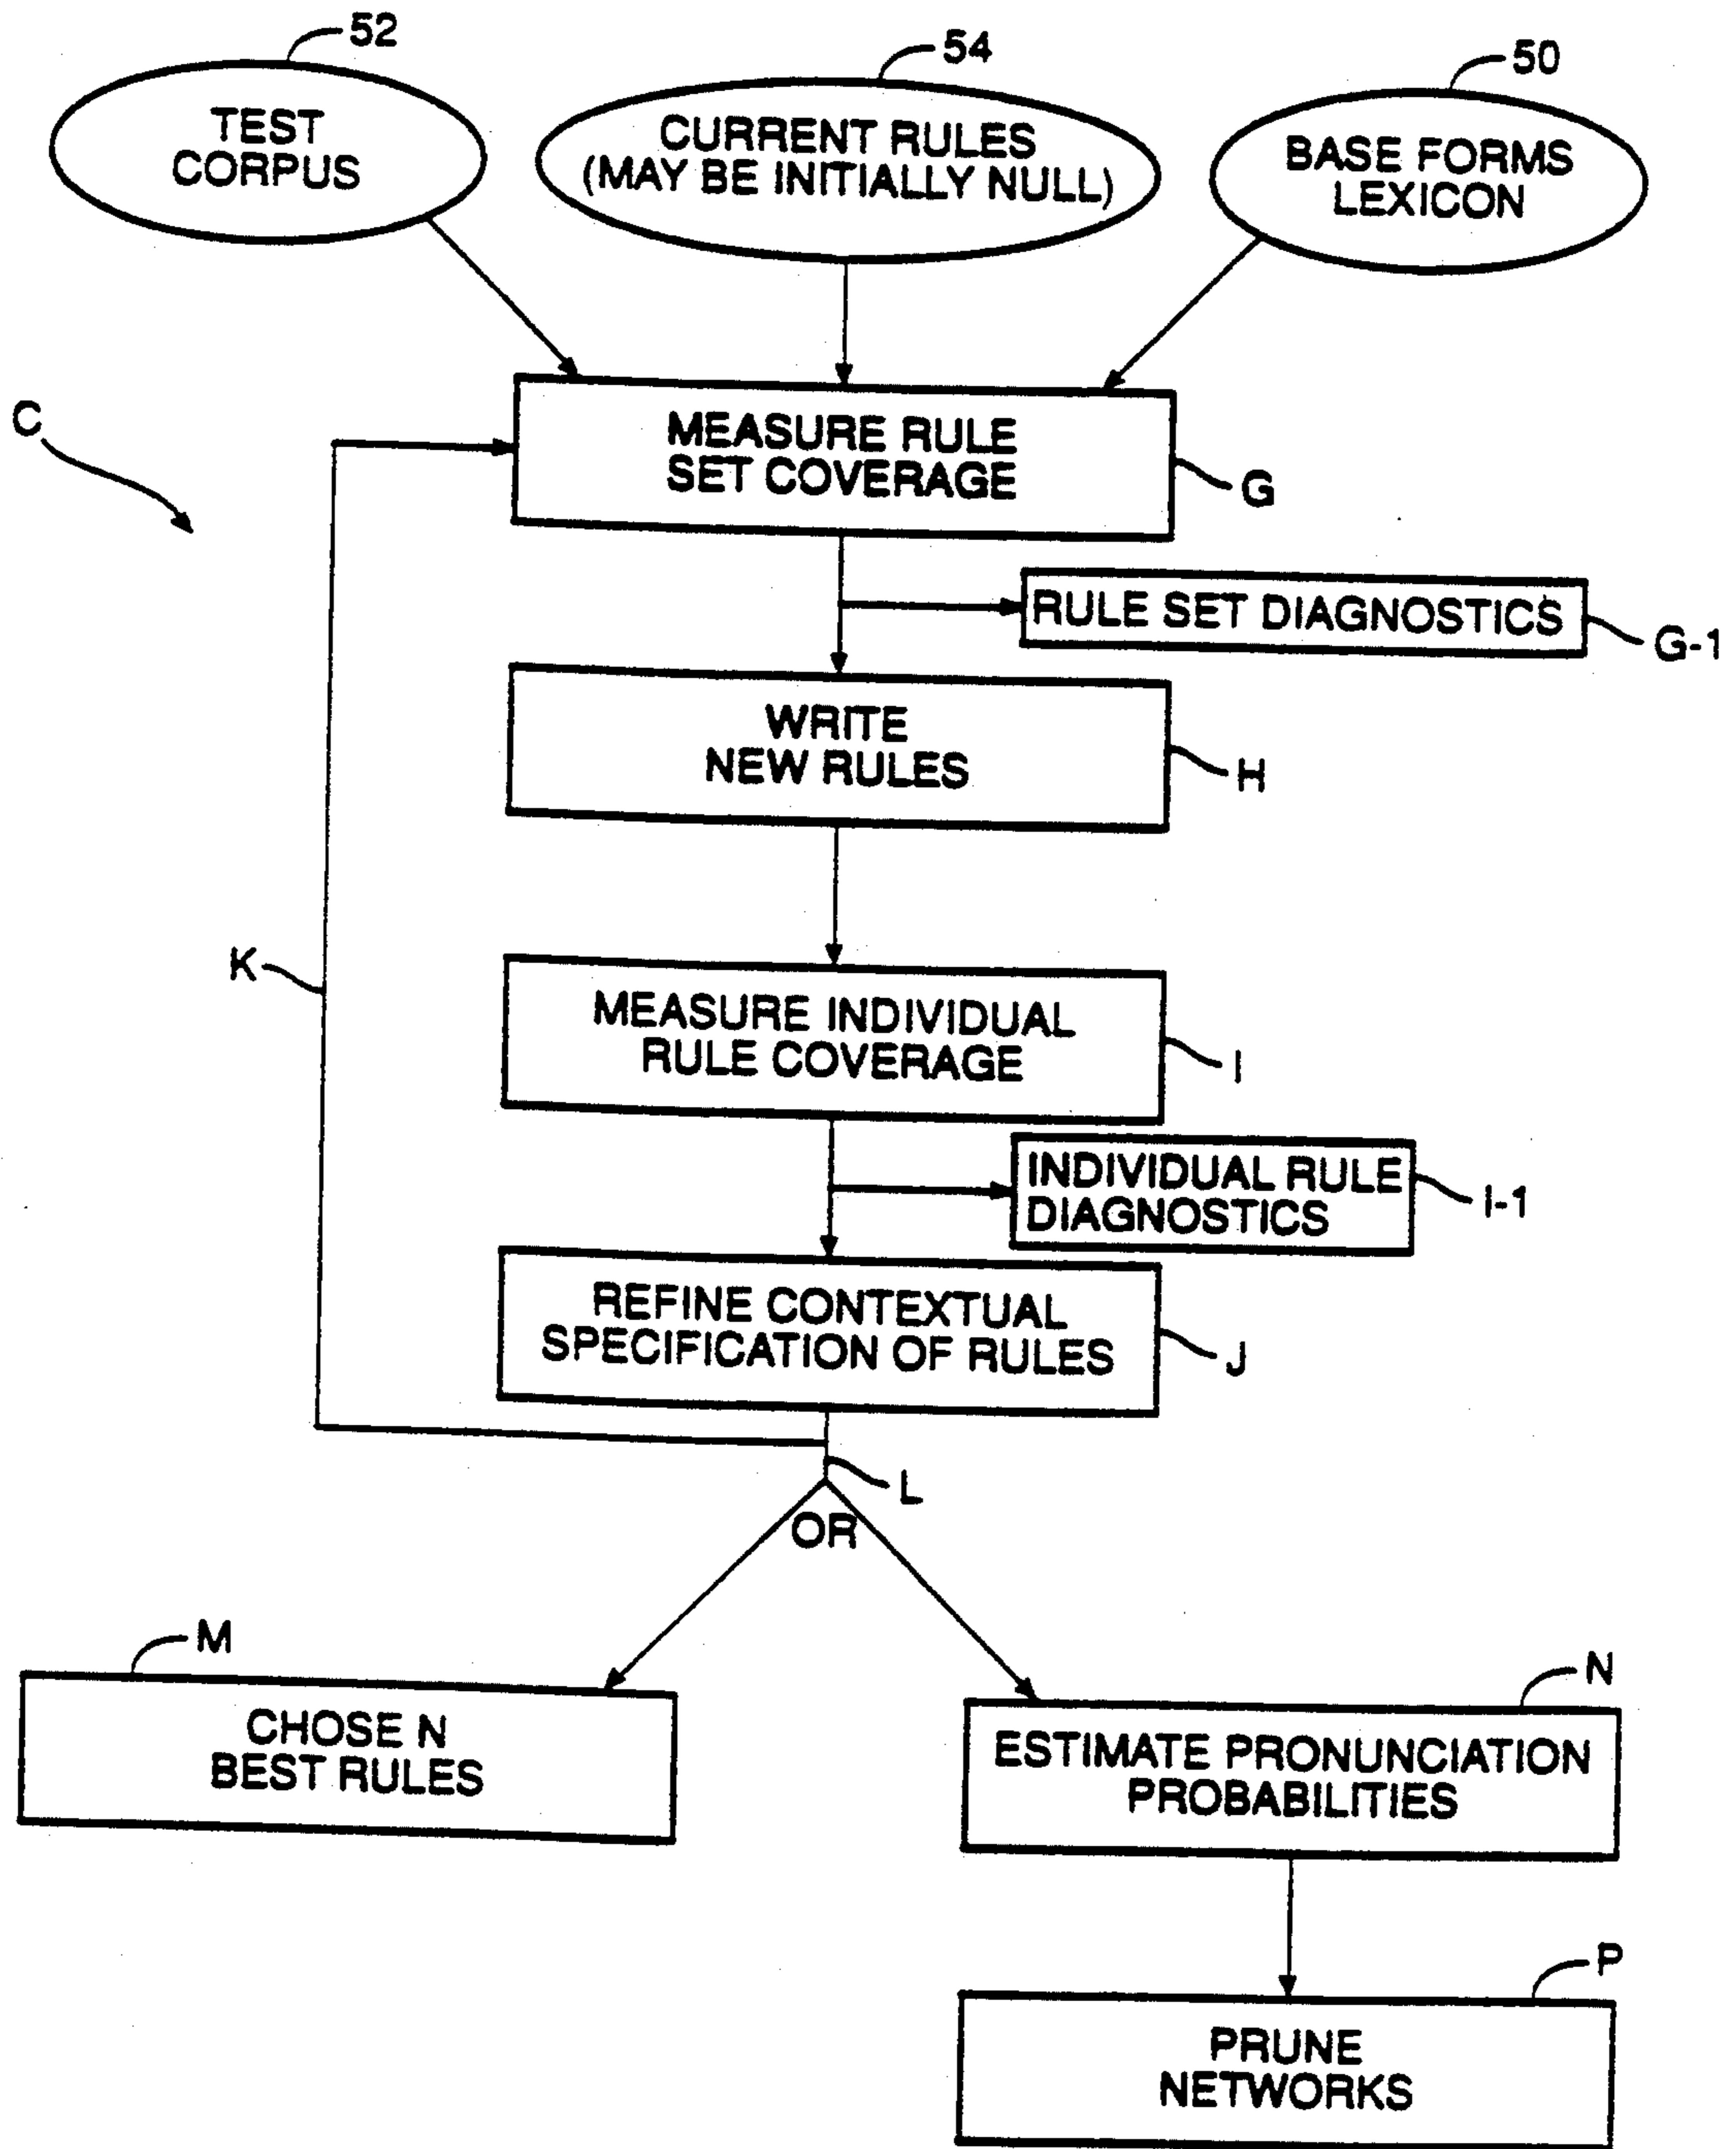 52
54
50
TEST
CORPUS
CURRENT RULES
(MAY BE INITIALLY NULL)
BASE FORMS
LEXICON
C
MEASURE RULE
SET COVERAGE
G
RULE SET DIAGNOSTICS
G-1
WRITE
NEW RULES
H
K
MEASURE INDIVIDUAL
RULE COVERAGE
I
INDIVIDUAL RULE
DIAGNOSTICS
I-1
REFINE CONTEXTUAL
SPECIFICATION OF RULES
J
L
OR
M
CHOSE N
BEST RULES
N
ESTIMATE PRONUNCIATION
PROBABILITIES
P
PRUNE
NETWORKS